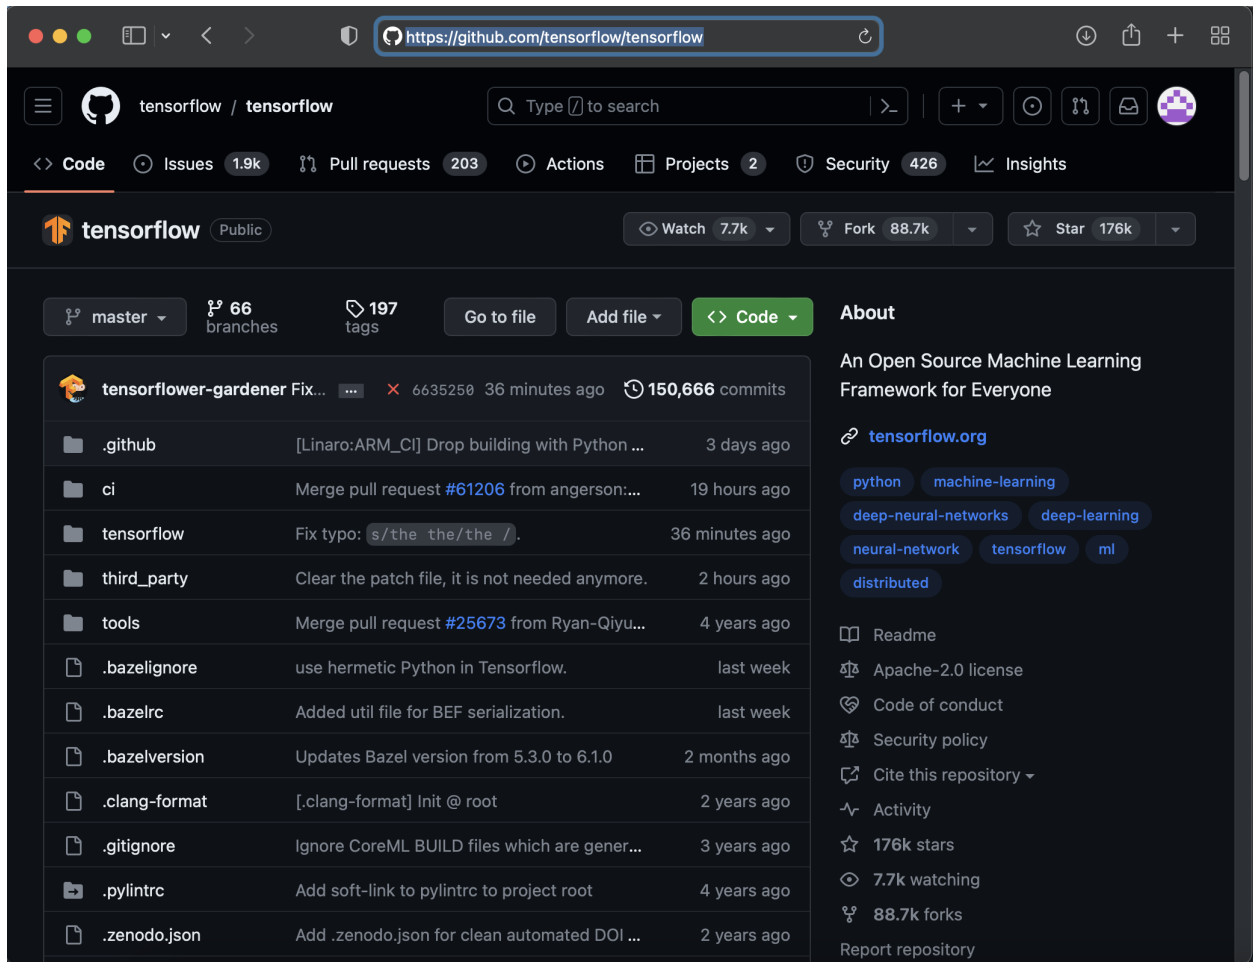 https://github.com/tensorflow/tensorflow
tensorflow / tensorflow
Type / to search
Code
Issues 1.9k
Pull requests 203
Actions
Projects 2
Security 426
Insights
tensorflow Public
Watch 7.7k
Fork 88.7k
Star 176k
master
66 branches
197 tags
Go to file
Add file
Code
tensorflower-gardener Fix... ... 6635250 36 minutes ago 150,666 commits
.github [Linaro:ARM_CI] Drop building with Python ... 3 days ago
ci Merge pull request #61206 from angerson:... 19 hours ago
tensorflow Fix typo: s/the the/the /. 36 minutes ago
third_party Clear the patch file, it is not needed anymore. 2 hours ago
tools Merge pull request #25673 from Ryan-Qiyu... 4 years ago
.bazelignore use hermetic Python in Tensorflow. last week
.bazelrc Added util file for BEF serialization. last week
.bazelversion Updates Bazel version from 5.3.0 to 6.1.0 2 months ago
.clang-format [.clang-format] Init @ root 2 years ago
.gitignore Ignore CoreML BUILD files which are gener... 3 years ago
.pylintrc Add soft-link to pylintrc to project root 4 years ago
.zenodo.json Add .zenodo.json for clean automated DOI ... 2 years ago
About
An Open Source Machine Learning
Framework for Everyone
tensorflow.org
python machine-learning
deep-neural-networks deep-learning
neural-network tensorflow ml
distributed
Readme
Apache-2.0 license
Code of conduct
Security policy
Cite this repository
Activity
176k stars
7.7k watching
88.7k forks
Report repository